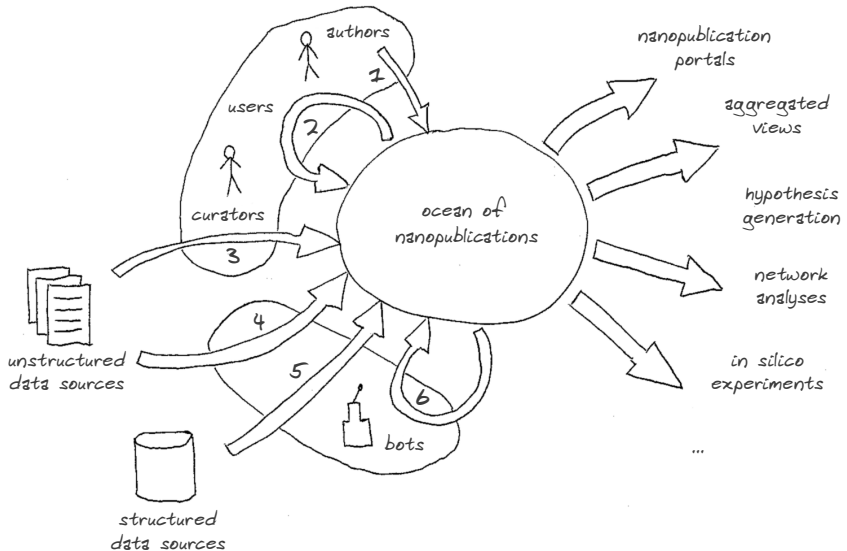 authors
1
users
2
curators
3
unstructured
data sources
4
5
structured
data sources
6
bots
ocean of
nanopublications
nanopublication
portals
aggregated
views
hypothesis
generation
network
analyses
in silico
experiments
...